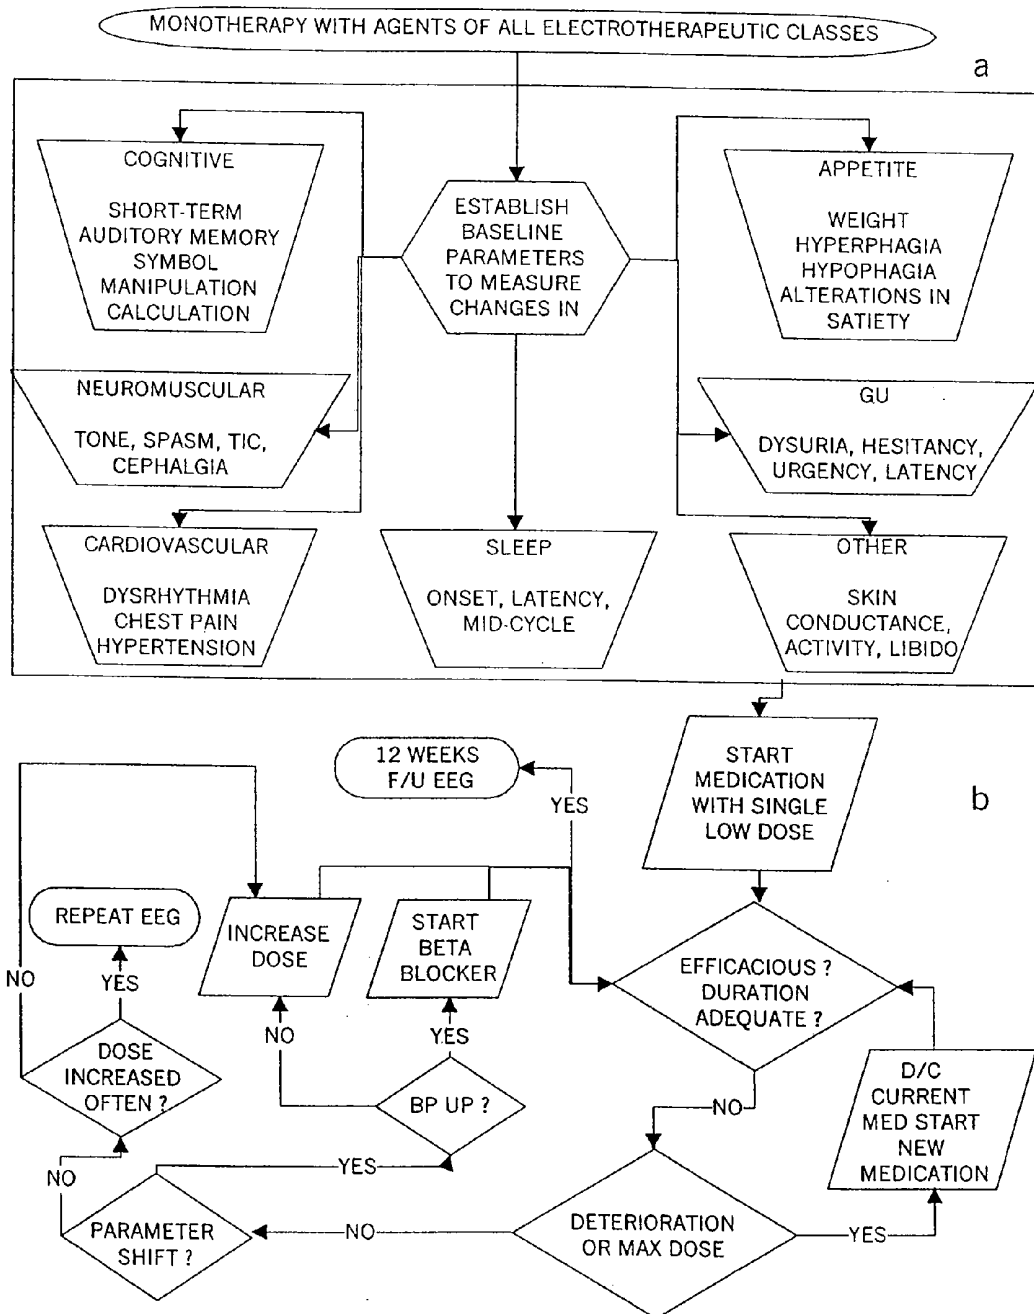 MONOTHERAPY WITH AGENTS OF ALL ELECTROTHERAPEUTIC CLASSES
a
COGNITIVE
SHORT-TERM
AUDITORY MEMORY
SYMBOL
MANIPULATION
CALCULATION
ESTABLISH
BASELINE
PARAMETERS
TO MEASURE
CHANGES IN
APPETITE
WEIGHT
HYPERPHAGIA
HYPOPHAGIA
ALTERATIONS IN
SATIETY
NEUROMUSCULAR
TONE, SPASM, TIC,
CEPHALGIA
GU
DYSURIA, HESITANCY,
URGENCY, LATENCY
CARDIOVASCULAR
DYSRHYTHMIA
CHEST PAIN
HYPERTENSION
SLEEP
ONSET, LATENCY,
MID-CYCLE
OTHER
SKIN
CONDUCTANCE,
ACTIVITY, LIBIDO
START
MEDICATION
WITH SINGLE
LOW DOSE
b
12 WEEKS
F/U EEG
YES
REPEAT EEG
INCREASE
DOSE
START
BETA
BLOCKER
EFFICACIOUS ?
DURATION
ADEQUATE ?
NO
YES
NO
YES
DOSE
INCREASED
OFTEN ?
BP UP ?
NO
D/C
CURRENT
MED START
NEW
MEDICATION
NO
YES
PARAMETER
SHIFT ?
NO
DETERIORATION
OR MAX DOSE
YES